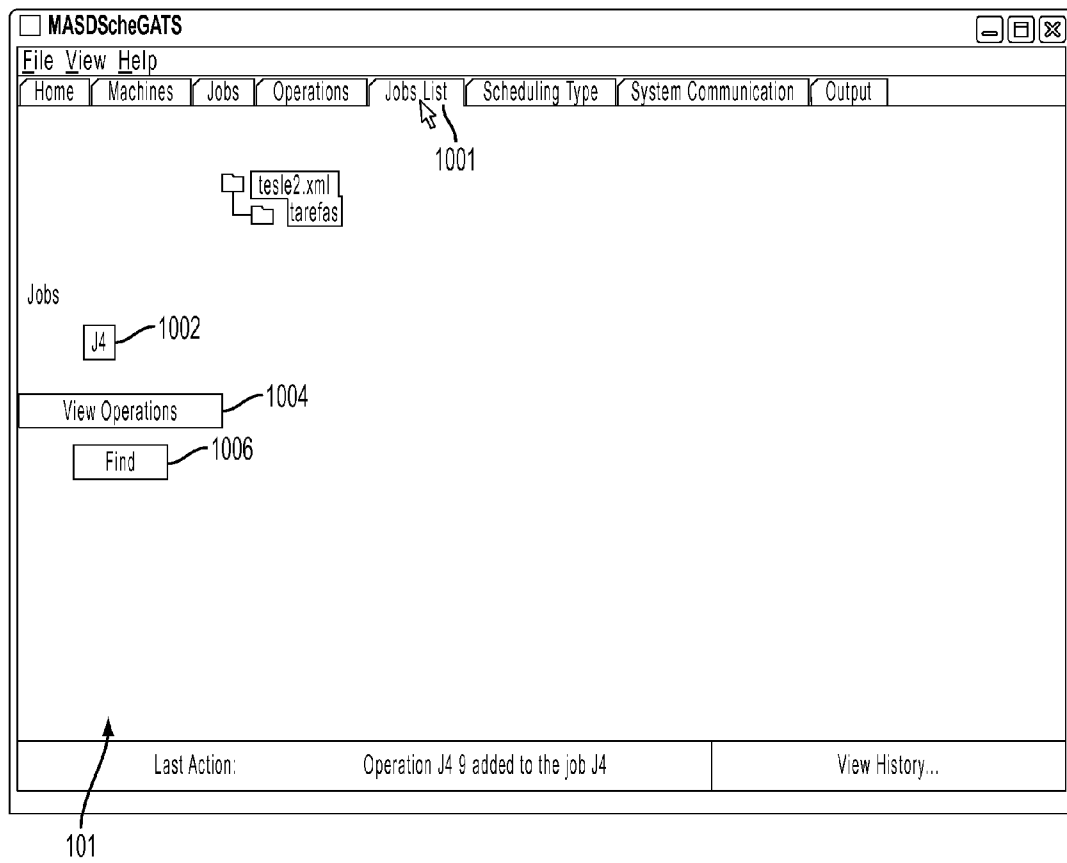 MASDScheGATS
File View Help
Home Machines Jobs Operations Jobs List Scheduling Type System Communication Output
1001
tesle2.xml
tarefas
Jobs
J4 1002
View Operations 1004
Find 1006
Last Action: Operation J4 9 added to the job J4 View History...
101